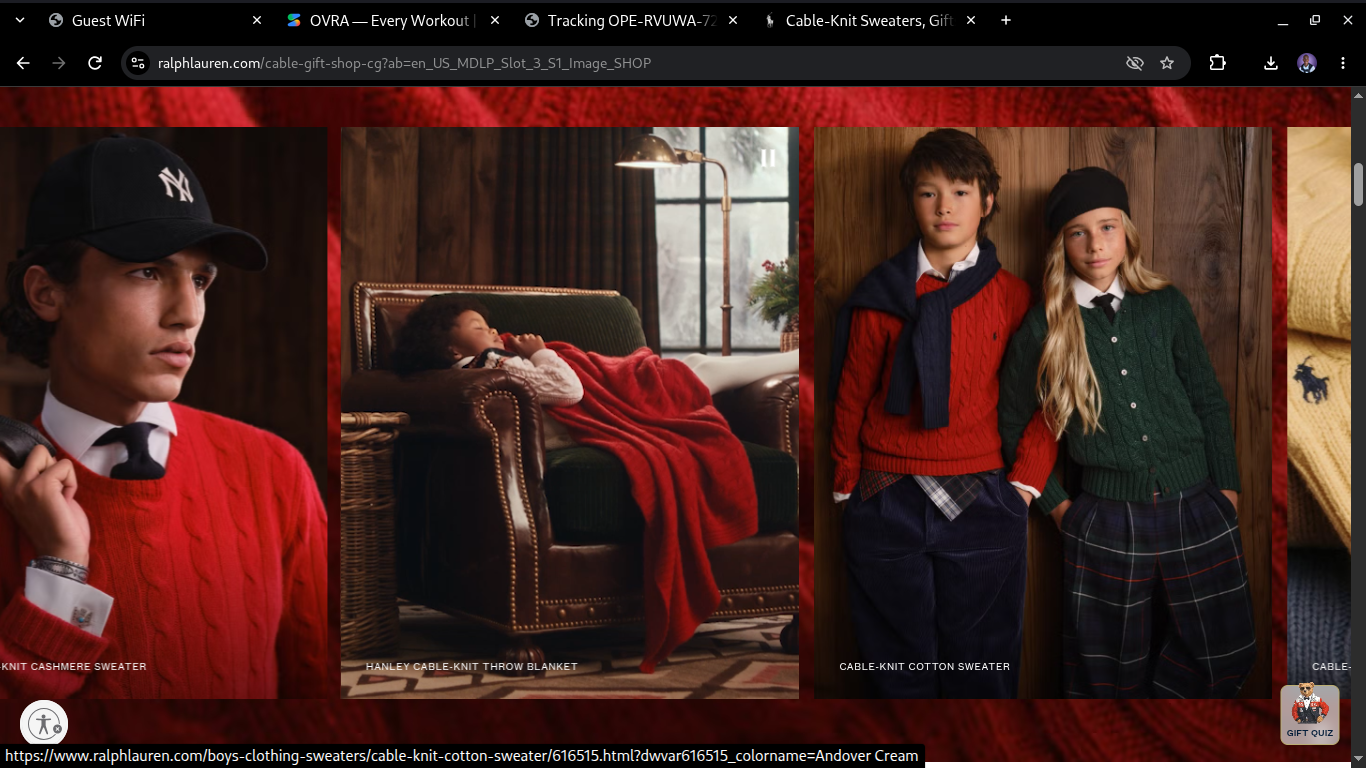 Guest WiFi
OVRA — Every Workout
Tracking OPE-RVUWA-72
Cable-Knit Sweaters, Gift
ralphlauren.com/cable-gift-shop-cg?ab=en_US_MDLP_Slot_3_S1_Image_SHOP
NY
KNIT CASHMERE SWEATER
HANLEY CABLE-KNIT THROW BLANKET
CABLE-KNIT COTTON SWEATER
CABLE-
GIFT QUIZ
https://www.ralphlauren.com/boys-clothing-sweaters/cable-knit-cotton-sweater/616515.html?dwvar616515_colorname=Andover Cream